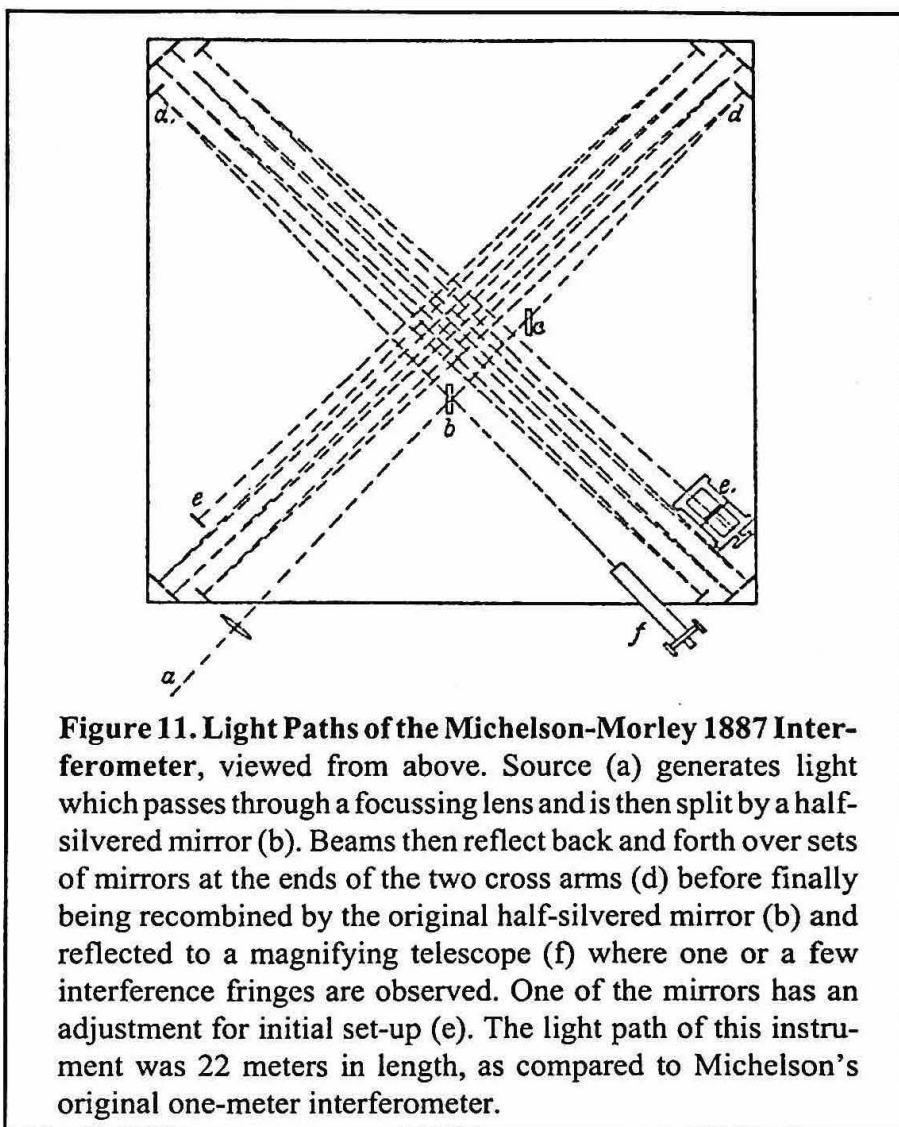 d.
d
c
b
e
e.
f
a
Figure 11. Light Paths of the Michelson-Morley 1887 Inter-
ferometer, viewed from above. Source (a) generates light
which passes through a focussing lens and is then split by a half-
silvered mirror (b). Beams then reflect back and forth over sets
of mirrors at the ends of the two cross arms (d) before finally
being recombined by the original half-silvered mirror (b) and
reflected to a magnifying telescope (f) where one or a few
interference fringes are observed. One of the mirrors has an
adjustment for initial set-up (e). The light path of this instru-
ment was 22 meters in length, as compared to Michelson's
original one-meter interferometer.